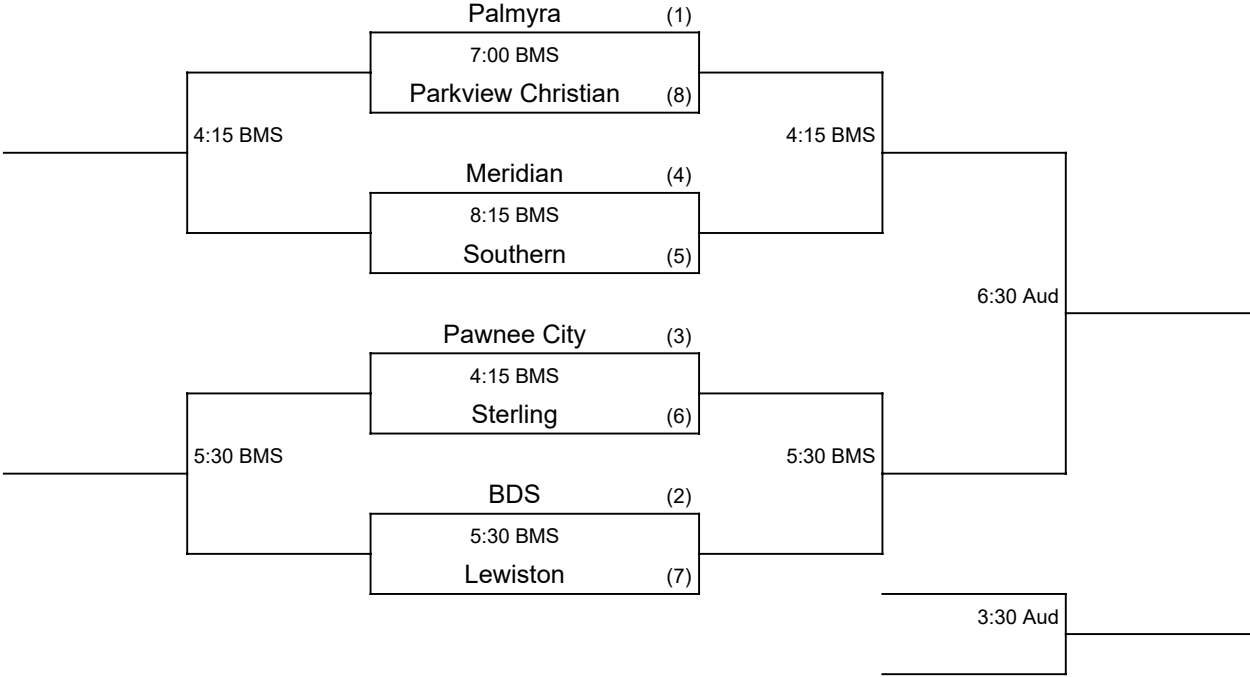 Palmyra (1)
7:00 BMS
Parkview Christian (8)
4:15 BMS
4:15 BMS
Meridian (4)
8:15 BMS
Southern (5)
6:30 Aud
Pawnee City (3)
4:15 BMS
Sterling (6)
5:30 BMS
5:30 BMS
BDS (2)
5:30 BMS
Lewiston (7)
3:30 Aud